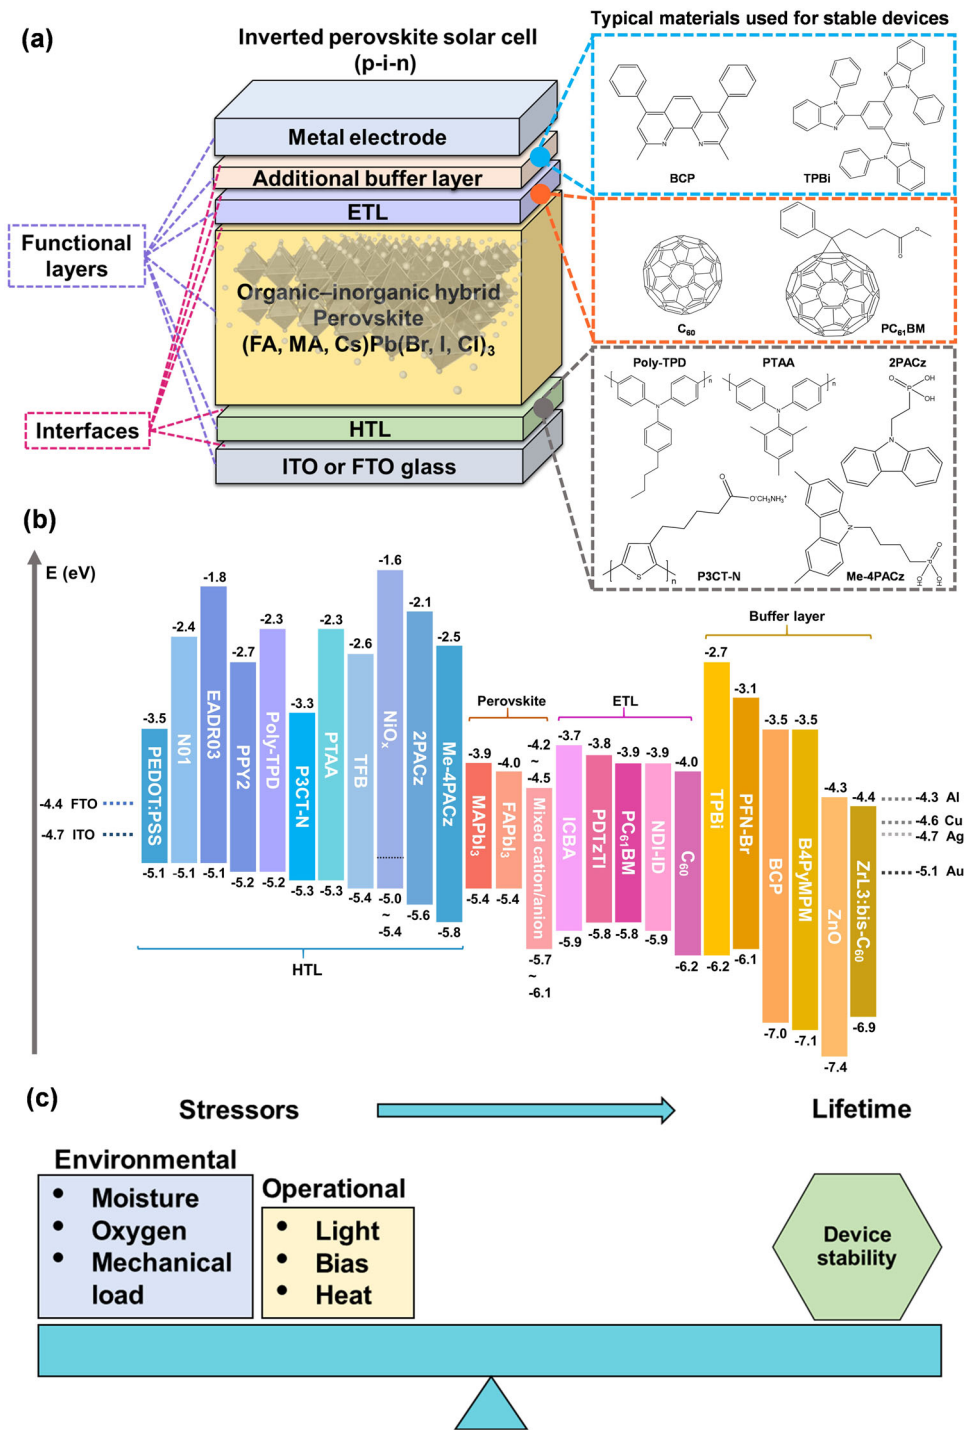 (a)
Inverted perovskite solar cell
(p-i-n)
Typical materials used for stable devices
Metal electrode
Additional buffer layer
ETL
Organic–inorganic hybrid
Perovskite
(FA, MA, Cs)Pb(Br, I, Cl)₃
HTL
ITO or FTO glass
Functional
layers
Interfaces
BCP
TPBi
C₆₀
PC₆₁BM
Poly-TPD
PTAA
2PACz
P3CT-N
Me-4PACz
(b)
E (eV)
-4.4 FTO
-4.7 ITO
-3.5 PEDOT:PSS -5.1
-2.4 N01 -5.1
-1.8 EADR03 -5.1
-2.7 PPY2 -5.2
-2.3 Poly-TPD -5.2
-3.3 P3CT-N -5.3
-2.3 PTAA -5.3
-2.6 TFB -5.4
-1.6 NiOₓ -5.0 ~ -5.4
-2.1 2PACz -5.6
-2.5 Me-4PACz -5.8
HTL
Perovskite
-3.9 MAPbI₃ -5.4
-4.0 FAPbI₃ -5.4
-4.2 ~ -4.5 Mixed cation/anion -5.7 ~ -6.1
ETL
-3.7 ICBA -5.9
-3.8 PDTzTI -5.8
-3.9 PC₆₁BM -5.8
-3.9 NDI-ID -5.9
-4.0 C₆₀ -6.2
Buffer layer
-2.7 TPBi -6.2
-3.1 PFN-Br -6.1
-3.5 BCP -7.0
-3.5 B4PyMPM -7.1
-4.3 ZnO -7.4
-4.4 ZrL3:bis-C₆₀ -6.9
-4.3 Al
-4.6 Cu
-4.7 Ag
-5.1 Au
(c)
Stressors
Lifetime
Environmental
• Moisture
• Oxygen
• Mechanical
load
Operational
• Light
• Bias
• Heat
Device
stability